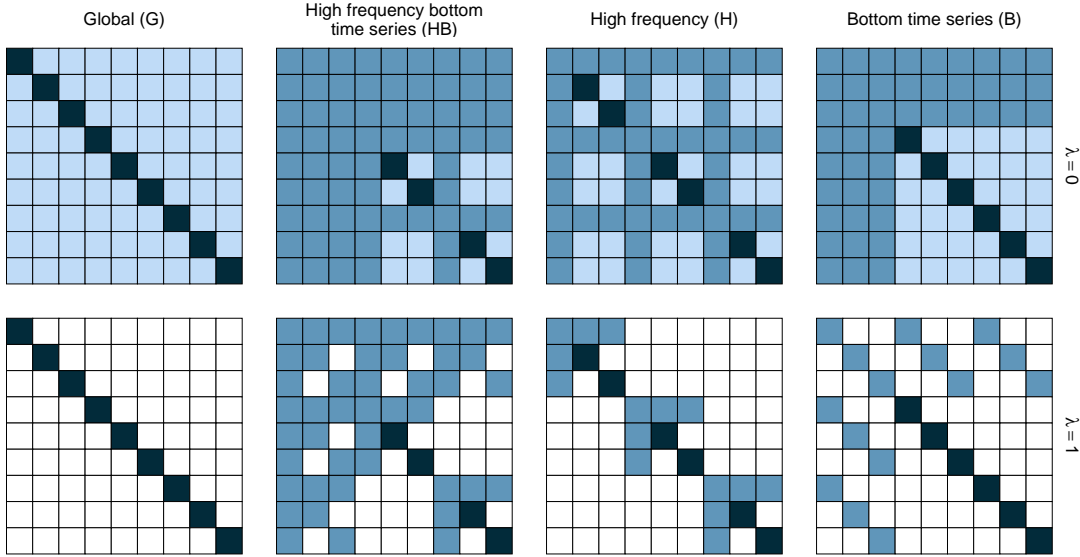 Global (G)
High frequency bottom
time series (HB)
High frequency (H)
Bottom time series (B)
λ = 0
λ = 1